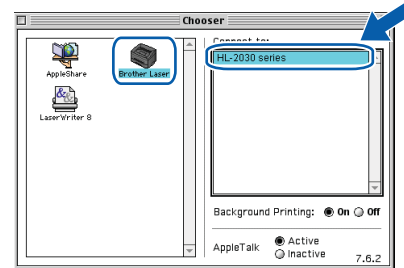 Chooser
Connect to:
AppleShare
Brother Laser
LaserWriter 8
HL-2030 series
Background Printing: On Off
AppleTalk Active
Inactive
7.6.2